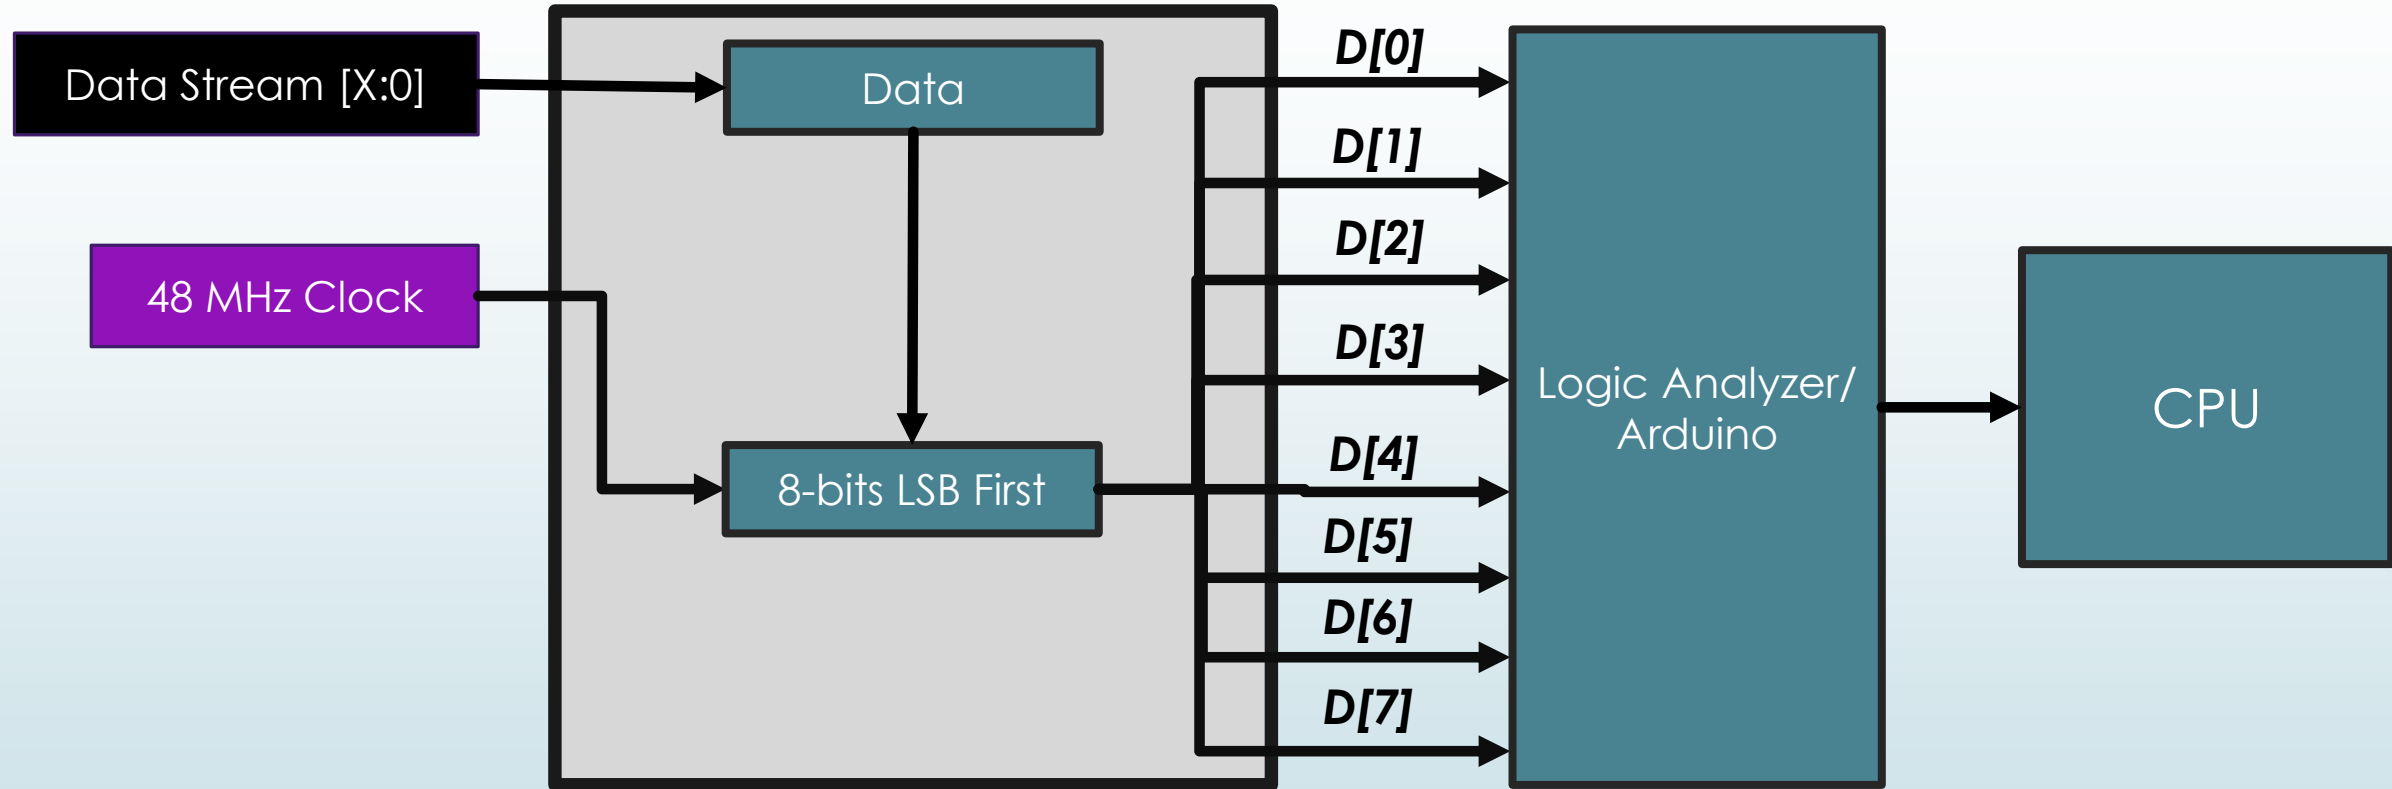 Data Stream [X:0]
48 MHz Clock
Data
8-bits LSB First
D[0]
D[1]
D[2]
D[3]
D[4]
D[5]
D[6]
D[7]
Logic Analyzer/
Arduino
CPU